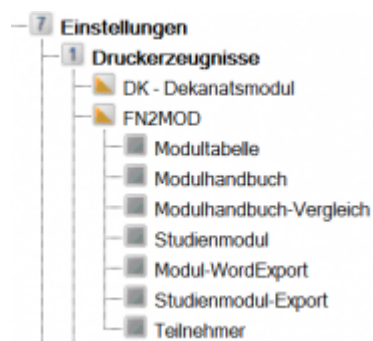 7 Einstellungen
1 Druckerzeugnisse
DK - Dekanatsmodul
FN2MOD
Modultabelle
Modulhandbuch
Modulhandbuch-Vergleich
Studienmodul
Modul-WordExport
Studienmodul-Export
Teilnehmer